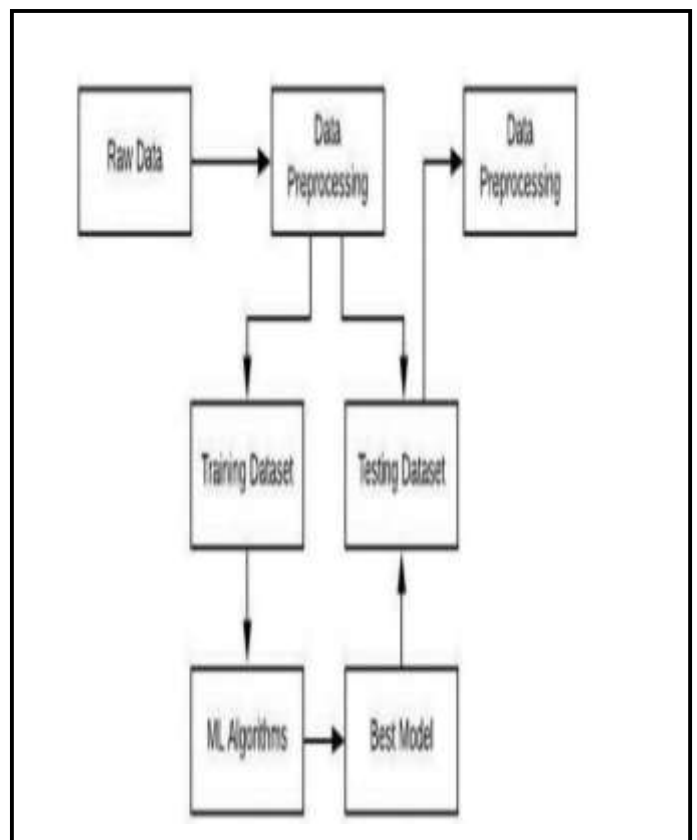 Raw Data
Data
Preprocessing
Data
Preprocessing
Training Dataset
Testing Dataset
ML Algorithms
Best Model